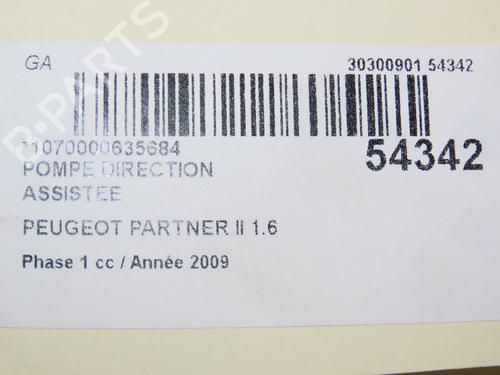 GA
30300901 54342
*1070000635684
54342
POMPE DIRECTION
ASSISTEE
PEUGEOT PARTNER II 1.6
Phase 1 cc / Année 2009
B-PARTS